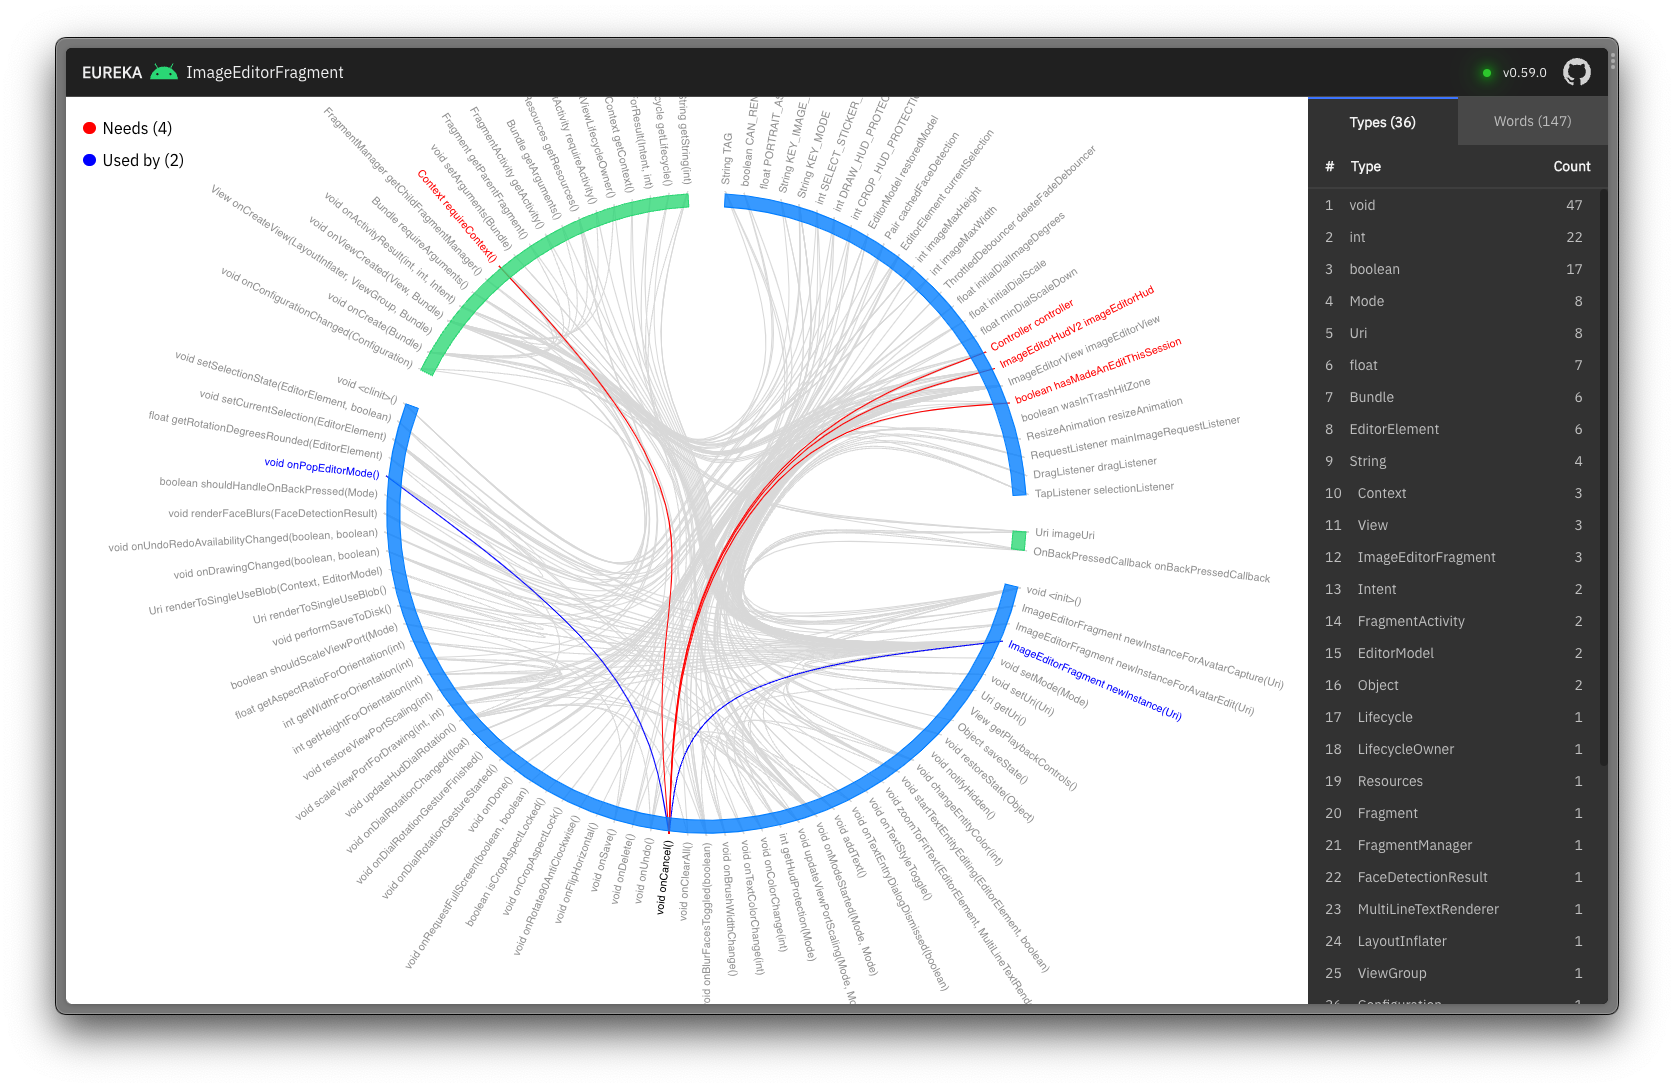 EUREKA ImageEditorFragment
v0.59.0
Needs (4)
Used by (2)
String TAG
boolean CAN_REN
float PORTRAIT_AS
String KEY_IMAGE_
String KEY_MODE
int SELECT_STICKER_
int DRAW_HUD_PROTEC
int CROP_HUD_PROTECTIO
EditorModel restoredModel
Pair cachedFaceDetection
EditorElement currentSelection
int imageMaxHeight
int imageMaxWidth
ThrottledDebouncer deleteFadeDebouncer
float initialDialImageDegrees
float initialDialScale
float minDialScaleDown
Controller controller
ImageEditorHudV2 imageEditorHud
ImageEditorView imageEditorView
boolean hasMadeAnEditThisSession
boolean wasInTrashHitZone
ResizeAnimation resizeAnimation
RequestListener mainImageRequestListener
DragListener dragListener
TapListener selectionListener
Uri imageUri
OnBackPressedCallback onBackPressedCallback
void <init>()
ImageEditorFragment newInstanceForAvatarCapture(Uri)
ImageEditorFragment newInstanceForAvatarEdit(Uri)
ImageEditorFragment newInstance(Uri)
void setMode(Mode)
void setUri(Uri)
Uri getUri()
View getPlaybackControls()
Object saveState()
void restoreState(Object)
void notifyHidden()
void changeEntityColor(int)
void startTextEntityEditing(EditorElement, boolean)
void zoomToFitText(EditorElement, MultiLineTextRende
void onTextStyleToggle()
void onTextEntryDialogDismissed(boolean)
void addText()
void onModeStarted(Mode, Mode)
void updateViewPortScaling(Mode, Mo
int getHudProtection(Mode)
void onColorChange(int)
void onTextColorChange(int)
void onBrushWidthChange()
oid onBlurFacesToggled(boolean)
void onClearAll()
void onCancel()
void onUndo()
void onDelete()
void onSave()
void onFlipHorizontal()
void onRotate90AntiClockwise()
void onCropAspectLock()
boolean isCropAspectLocked()
void onRequestFullScreen(boolean, boolean)
void onDone()
void onDialRotationGestureStarted()
void onDialRotationGestureFinished()
void onDialRotationChanged(float)
void updateHudDialRotation()
void scaleViewPortForDrawing(int, int)
void restoreViewPortScaling(int)
int getHeightForOrientation(int)
int getWidthForOrientation(int)
float getAspectRatioForOrientation(int)
boolean shouldScaleViewPort(Mode)
void performSaveToDisk()
Uri renderToSingleUseBlob()
Uri renderToSingleUseBlob(Context, EditorModel)
void onDrawingChanged(boolean, boolean)
void onUndoRedoAvailabilityChanged(boolean, boolean)
void renderFaceBlurs(FaceDetectionResult)
boolean shouldHandleOnBackPressed(Mode)
void onPopEditorMode()
float getRotationDegreesRounded(EditorElement)
void setCurrentSelection(EditorElement)
void setSelectionState(EditorElement, boolean)
void <clinit>()
void onConfigurationChanged(Configuration)
void onCreate(Bundle)
View onCreateView(LayoutInflater, ViewGroup, Bundle)
void onViewCreated(View, Bundle)
void onActivityResult(int, int, Intent)
Bundle requireArguments()
FragmentManager getChildFragmentManager()
Context requireContext()
void setArguments(Bundle)
Fragment getParentFragment()
FragmentActivity getActivity()
Bundle getArguments()
Resources getResources()
tActivity requireActivity()
ViewLifecycleOwner()
Context getContext()
ForResult(Intent, int)
cycle getLifecycle()
String getString(int)
Types (36)
Words (147)
# Type Count
1 void 47
2 int 22
3 boolean 17
4 Mode 8
5 Uri 8
6 float 7
7 Bundle 6
8 EditorElement 6
9 String 4
10 Context 3
11 View 3
12 ImageEditorFragment 3
13 Intent 2
14 FragmentActivity 2
15 EditorModel 2
16 Object 2
17 Lifecycle 1
18 LifecycleOwner 1
19 Resources 1
20 Fragment 1
21 FragmentManager 1
22 FaceDetectionResult 1
23 MultiLineTextRenderer 1
24 LayoutInflater 1
25 ViewGroup 1
26 Configuration 1